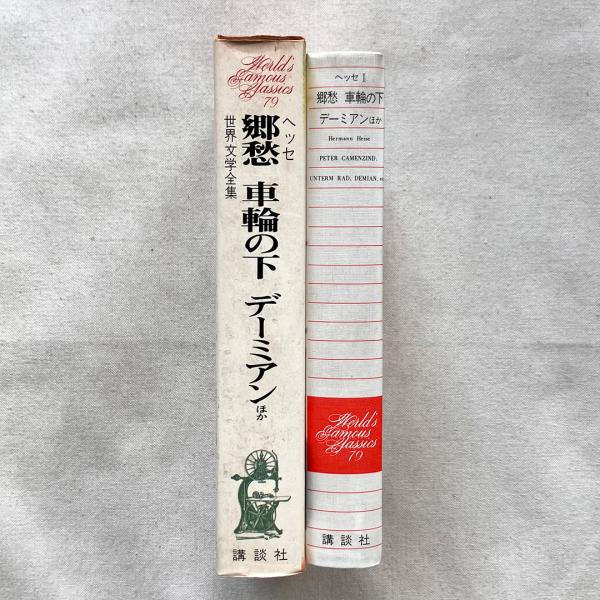 World's
Famous
Classics
79
ヘッセ
郷愁 車輪の下 デーミアン ほか
世界文学全集
講談社
ヘッセ II
郷愁 車輪の下
デーミアン ほか
Hermann Hesse
PETER CAMENZIND,
UNTERM RAD, DEMIAN,
World's
Famous
Classics
79
講談社